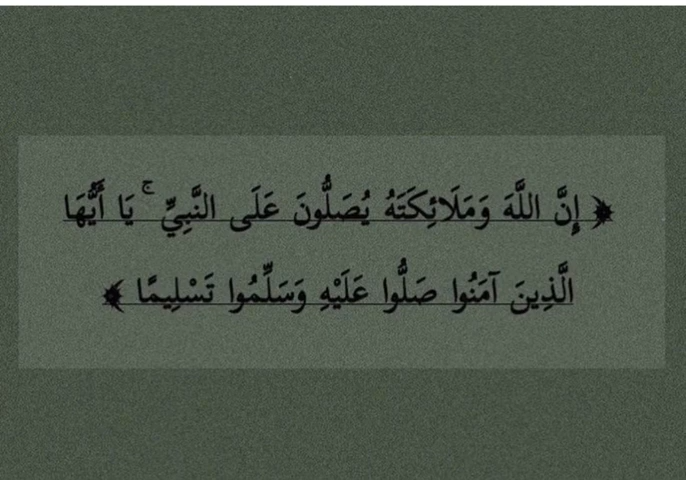 ﴿ إِنَّ اللَّهَ وَمَلَائِكَتَهُ يُصَلُّونَ عَلَى النَّبِيِّ ۚ يَا أَيُّهَا
الَّذِينَ آمَنُوا صَلُّوا عَلَيْهِ وَسَلِّمُوا تَسْلِيمًا ﴾